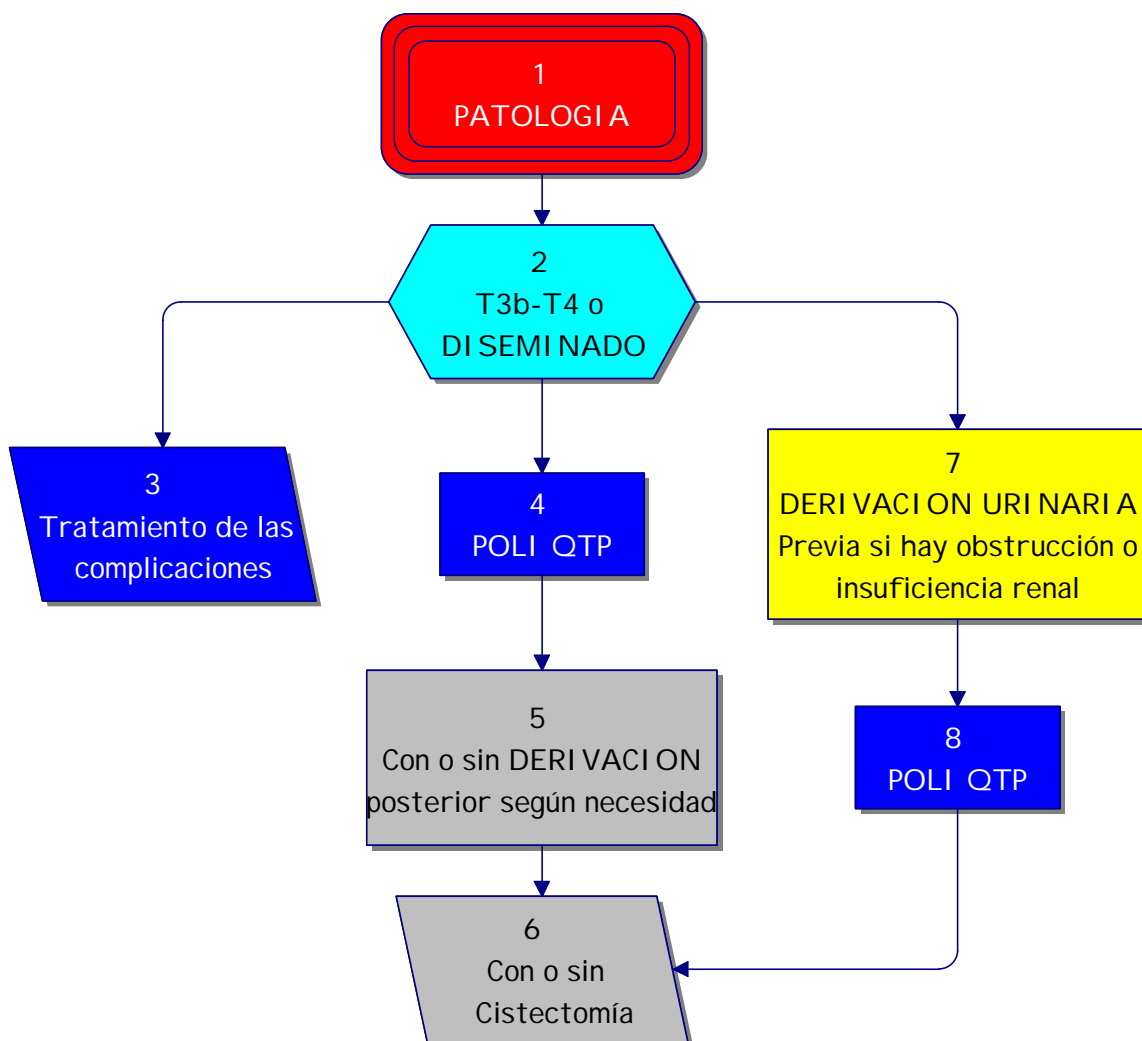 1
PATOLOGIA
2
T3b-T4 o
DISEMINADO
3
Tratamiento de las
complicaciones
4
POLI QTP
5
Con o sin DERIVACION
posterior según necesidad
6
Con o sin
Cistectomía
7
DERIVACION URINARIA
Previa si hay obstrucción o
insuficiencia renal
8
POLI QTP